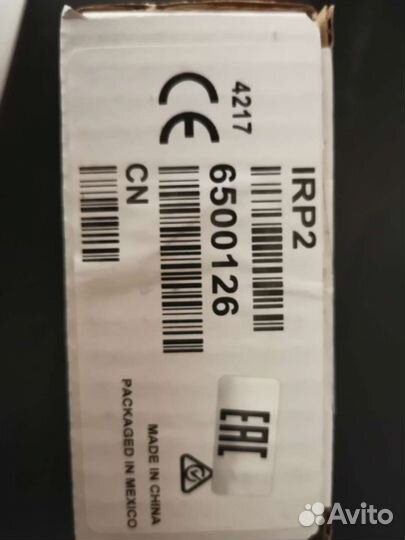 IRP2
4217
6500126
CE
CN
EAC
MADE IN CHINA
PACKAGED IN MEXICO
Avito